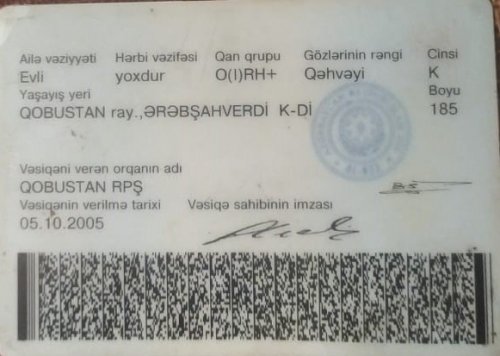 Ailə vəziyyəti Hərbi vəzifəsi Qan qrupu Gözlərinin rəngi Cinsi
Evli yoxdur O(I)RH+ Qəhvəyi K
Yaşayış yeri Boyu
QOBUSTAN ray.,ƏRƏBŞAHVERDİ K-Dİ 185
Vəsiqəni verən orqanın adı
QOBUSTAN RPŞ
Vəsiqənin verilmə tarixi Vəsiqə sahibinin imzası
05.10.2005